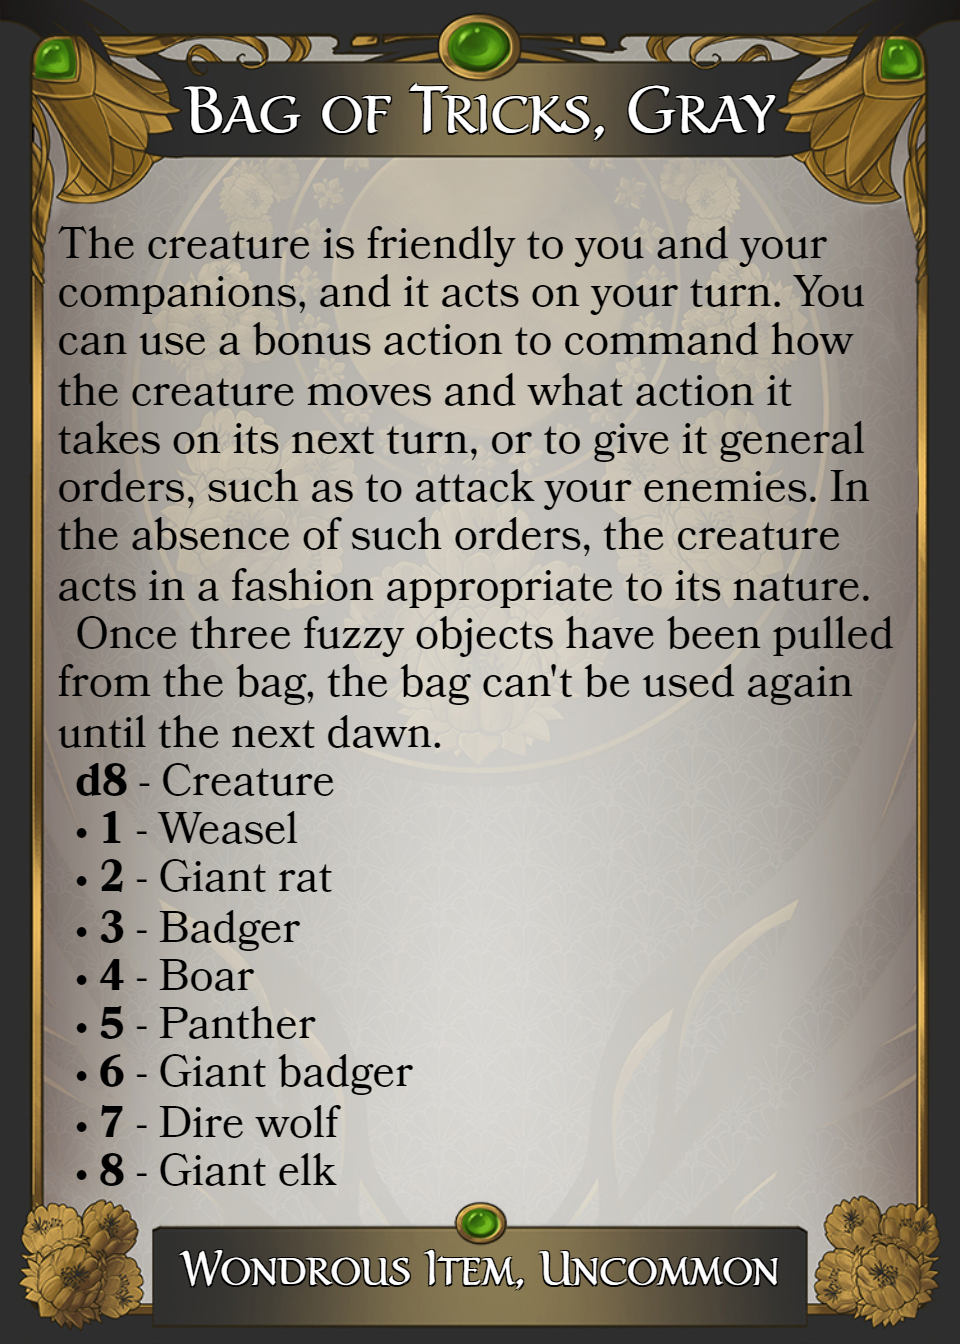 Bag of Tricks, Gray
The creature is friendly to you and your
companions, and it acts on your turn. You
can use a bonus action to command how
the creature moves and what action it
takes on its next turn, or to give it general
orders, such as to attack your enemies. In
the absence of such orders, the creature
acts in a fashion appropriate to its nature.
Once three fuzzy objects have been pulled
from the bag, the bag can't be used again
until the next dawn.
d8 - Creature
• 1 - Weasel
• 2 - Giant rat
• 3 - Badger
• 4 - Boar
• 5 - Panther
• 6 - Giant badger
• 7 - Dire wolf
• 8 - Giant elk
Wondrous Item, Uncommon